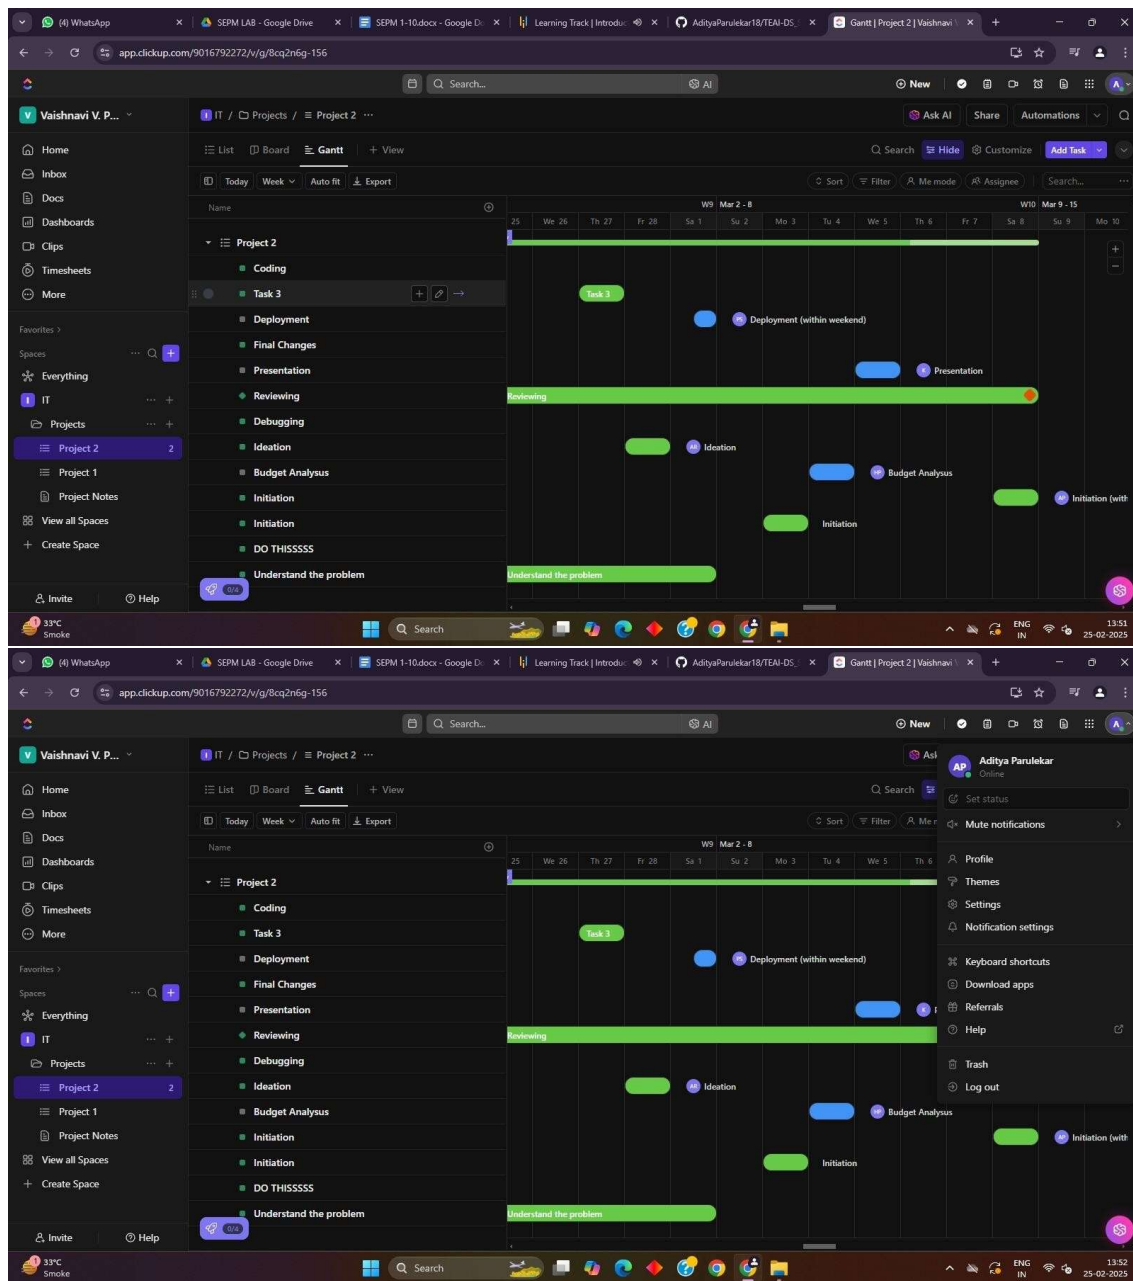 (4) WhatsApp SEPM LAB - Google Drive SEPM 1-10.docx - Google Do Learning Track | Introduc AdityaParulekar18/TEAI-DS_S Gantt | Project 2 | Vaishnavi V
app.clickup.com/9016792272/v/g/8cq2n6g-156
Search... AI New
V Vaishnavi V. P... I IT / Projects / Project 2 ... Ask AI Share Automations
Home List Board Gantt + View Search Hide Customize Add Task
Inbox Today Week Auto fit Export Sort Filter Me mode Assignee Search...
Docs Name W9 Mar 2 - 8 W10 Mar 9 - 15
Dashboards 25 We 26 Th 27 Fr 28 Sa 1 Su 2 Mo 3 Tu 4 We 5 Th 6 Fr 7 Sa 8 Su 9 Mo 10
Clips Project 2
Timesheets Coding
More Task 3 Task 3
Deployment PS Deployment (within weekend)
Favorites >
Final Changes
Spaces
Everything Presentation Presentation
I IT Reviewing Reviewing
Projects Debugging
Project 2 2 Ideation AR Ideation
Project 1 Budget Analysus HP Budget Analysus
Project Notes Initiation AP Initiation (with
View all Spaces Initiation Initiation
Create Space DO THISSSSS
Understand the problem Understand the problem
Invite Help 0/4
1 33°C
Smoke
Search ENG
IN 13:51
25-02-2025
(4) WhatsApp SEPM LAB - Google Drive SEPM 1-10.docx - Google Do Learning Track | Introduc AdityaParulekar18/TEAI-DS_S Gantt | Project 2 | Vaishnavi V
app.clickup.com/9016792272/v/g/8cq2n6g-156
Search... AI New
V Vaishnavi V. P... I IT / Projects / Project 2 ... Ask
AP Aditya Parulekar
Online
Home List Board Gantt + View Search
Set status
Inbox Today Week Auto fit Export Sort Filter Me m
Mute notifications
Docs Name W9 Mar 2 - 8
Dashboards 25 We 26 Th 27 Fr 28 Sa 1 Su 2 Mo 3 Tu 4 We 5 Th 6
Profile
Clips Project 2
Themes
Timesheets Coding
Settings
More Task 3 Task 3
Notification settings
Deployment PS Deployment (within weekend)
Keyboard shortcuts
Favorites >
Final Changes
Download apps
Spaces
Everything Presentation
Referrals
I IT Reviewing Reviewing
Help
Projects Debugging
Trash
Project 2 2 Ideation AR Ideation
Log out
Project 1 Budget Analysus HP Budget Analysus
Project Notes Initiation AP Initiation (with
View all Spaces Initiation Initiation
Create Space DO THISSSSS
Understand the problem Understand the problem
Invite Help 0/4
1 33°C
Smoke
Search ENG
IN 13:52
25-02-2025